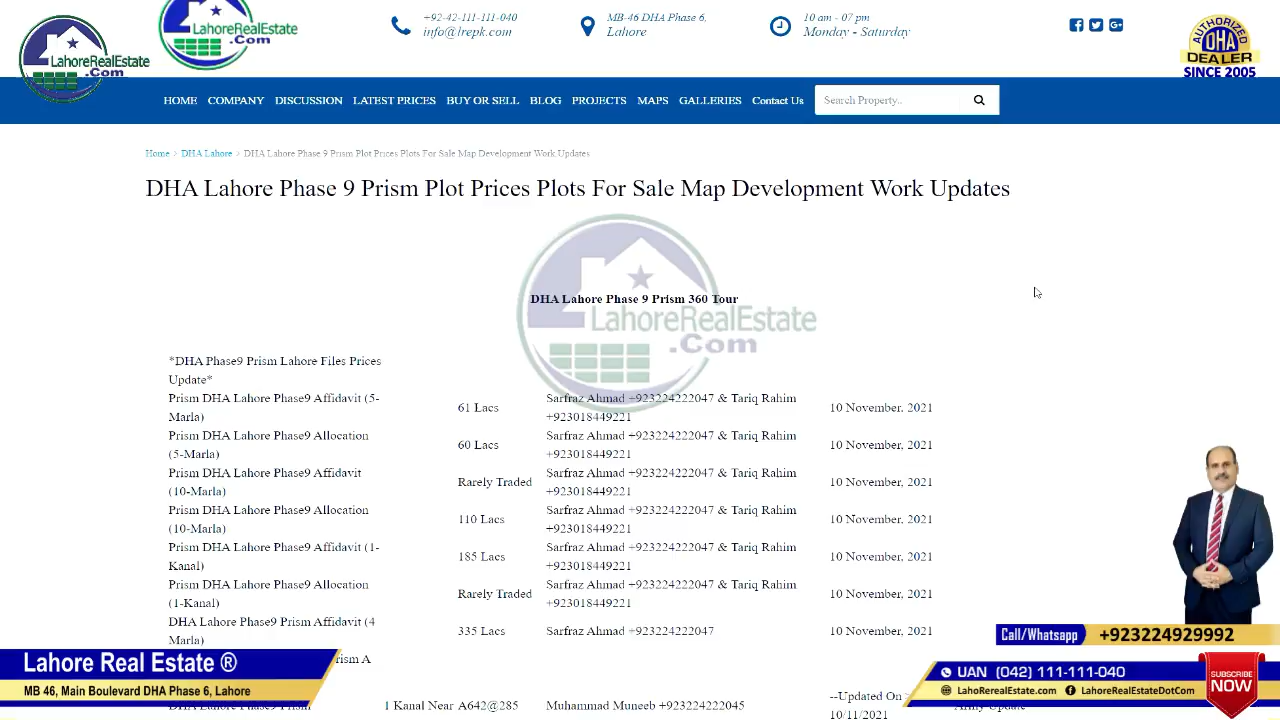 LahoreRealEstate
.Com
LahoreRealEstate
.Com
+92-42-111-111-040
info@lrepk.com
MB-46 DHA Phase 6,
Lahore
10 am - 07 pm
Monday - Saturday
AUTHORIZED
DHA
DEALER
SINCE 2005
HOME COMPANY DISCUSSION LATEST PRICES BUY OR SELL BLOG PROJECTS MAPS GALLERIES Contact Us Search Property..
Home > DHA Lahore > DHA Lahore Phase 9 Prism Plot Prices Plots For Sale Map Development Work Updates
DHA Lahore Phase 9 Prism Plot Prices Plots For Sale Map Development Work Updates
DHA Lahore Phase 9 Prism 360 Tour
LahoreRealEstate
.Com
*DHA Phase9 Prism Lahore Files Prices
Update*
Prism DHA Lahore Phase9 Affidavit (5-
Marla)
61 Lacs
Sarfraz Ahmad +923224222047 & Tariq Rahim
+923018449221
10 November, 2021
Prism DHA Lahore Phase9 Allocation
(5-Marla)
60 Lacs
Sarfraz Ahmad +923224222047 & Tariq Rahim
+923018449221
10 November, 2021
Prism DHA Lahore Phase9 Affidavit
(10-Marla)
Rarely Traded
Sarfraz Ahmad +923224222047 & Tariq Rahim
+923018449221
10 November, 2021
Prism DHA Lahore Phase9 Allocation
(10-Marla)
110 Lacs
Sarfraz Ahmad +923224222047 & Tariq Rahim
+923018449221
10 November, 2021
Prism DHA Lahore Phase9 Affidavit (1-
Kanal)
185 Lacs
Sarfraz Ahmad +923224222047 & Tariq Rahim
+923018449221
10 November, 2021
Prism DHA Lahore Phase9 Allocation
(1-Kanal)
Rarely Traded
Sarfraz Ahmad +923224222047 & Tariq Rahim
+923018449221
10 November, 2021
DHA Lahore Phase9 Prism Affidavit (4
Marla)
335 Lacs
Sarfraz Ahmad +923224222047
10 November, 2021
Call/Whatsapp +923224929992
Lahore Real Estate ®
MB 46, Main Boulevard DHA Phase 6, Lahore
rism A
1 Kanal Near A642@285
Muhammad Muneeb +923224222045
--Updated On
10/11/2021
UAN (042) 111-111-040
LahoRerealEstate.com LahoreRealEstateDotCom
SUBSCRIBE
NOW